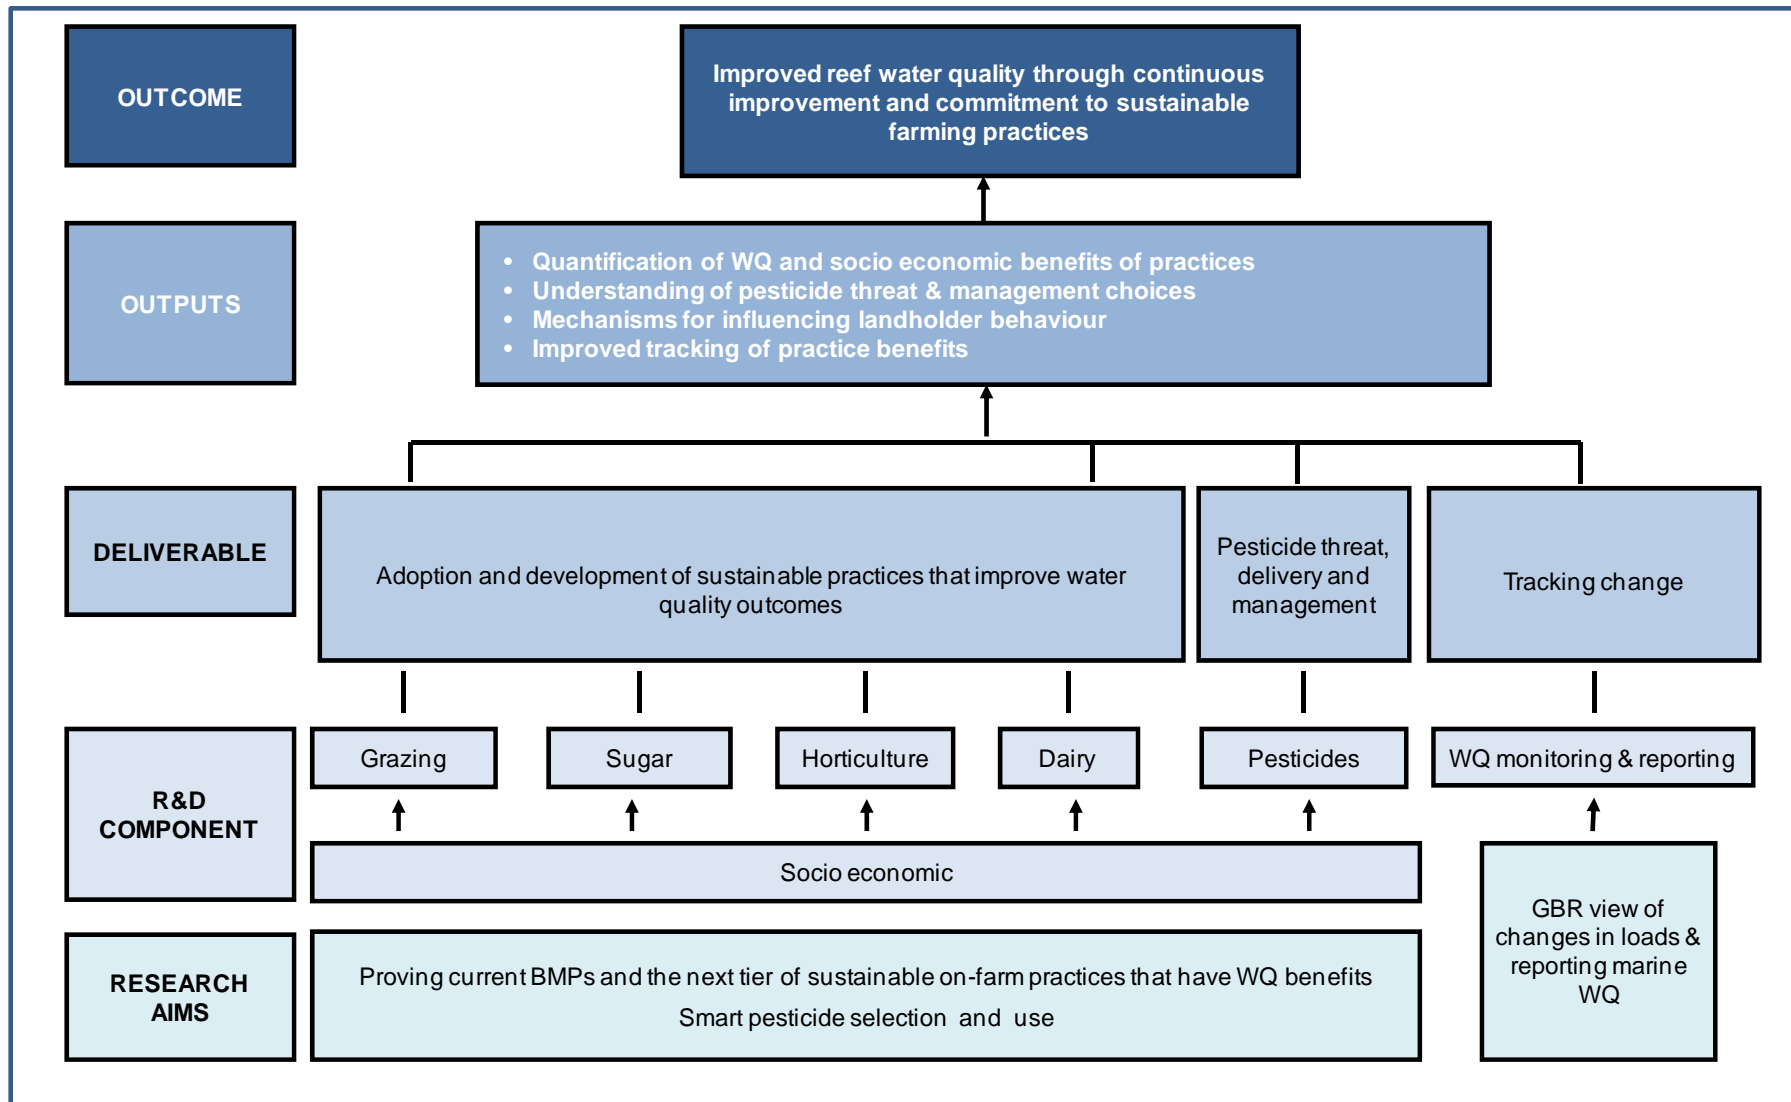 OUTCOME
Improved reef water quality through continuous
improvement and commitment to sustainable
farming practices
OUTPUTS
• Quantification of WQ and socio economic benefits of practices
• Understanding of pesticide threat & management choices
• Mechanisms for influencing landholder behaviour
• Improved tracking of practice benefits
DELIVERABLE
Adoption and development of sustainable practices that improve water
quality outcomes
Pesticide threat,
delivery and
management
Tracking change
R&D
COMPONENT
Grazing
Sugar
Horticulture
Dairy
Pesticides
WQ monitoring & reporting
Socio economic
GBR view of
changes in loads &
reporting marine
WQ
RESEARCH
AIMS
Proving current BMPs and the next tier of sustainable on-farm practices that have WQ benefits
Smart pesticide selection and use